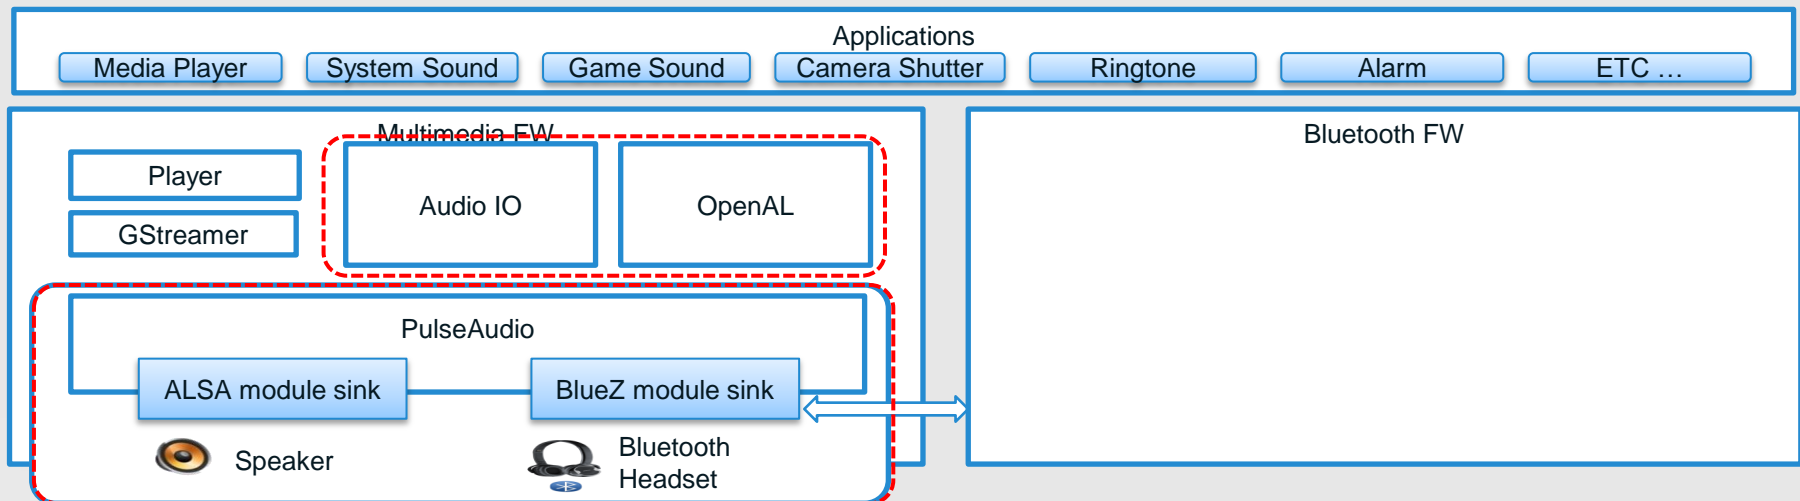 Applications
Media Player
System Sound
Game Sound
Camera Shutter
Ringtone
Alarm
ETC …
Multimedia FW
Bluetooth FW
Player
Audio IO
OpenAL
GStreamer
PulseAudio
ALSA module sink
BlueZ module sink
Speaker
Bluetooth
Headset